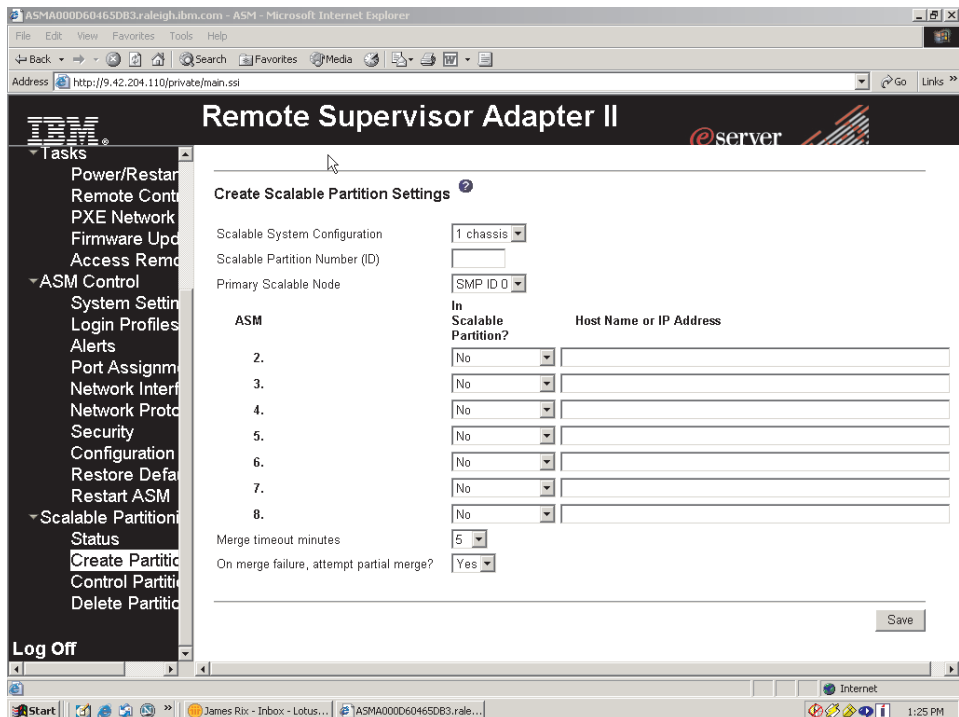 ASMA000D60465DB3.raleigh.ibm.com - ASM - Microsoft Internet Explorer
File Edit View Favorites Tools Help
Back Search Favorites Media
Address http://9.42.204.110/private/main.ssi Go Links »
IBM® Remote Supervisor Adapter II eserver
Tasks
Power/Restar
Remote Contr
PXE Network
Firmware Upd
Access Remo
ASM Control
System Settin
Login Profiles
Alerts
Port Assignm
Network Interf
Network Proto
Security
Configuration
Restore Defau
Restart ASM
Scalable Partitioni
Status
Create Partitio
Control Partitio
Delete Partitio
Log Off
Create Scalable Partition Settings ?
Scalable System Configuration 1 chassis
Scalable Partition Number (ID)
Primary Scalable Node SMP ID 0
ASM In Scalable Partition? Host Name or IP Address
2. No
3. No
4. No
5. No
6. No
7. No
8. No
Merge timeout minutes 5
On merge failure, attempt partial merge? Yes
Save
Internet
Start » James Rix - Inbox - Lotus... ASMA000D60465DB3.rale... 1:25 PM